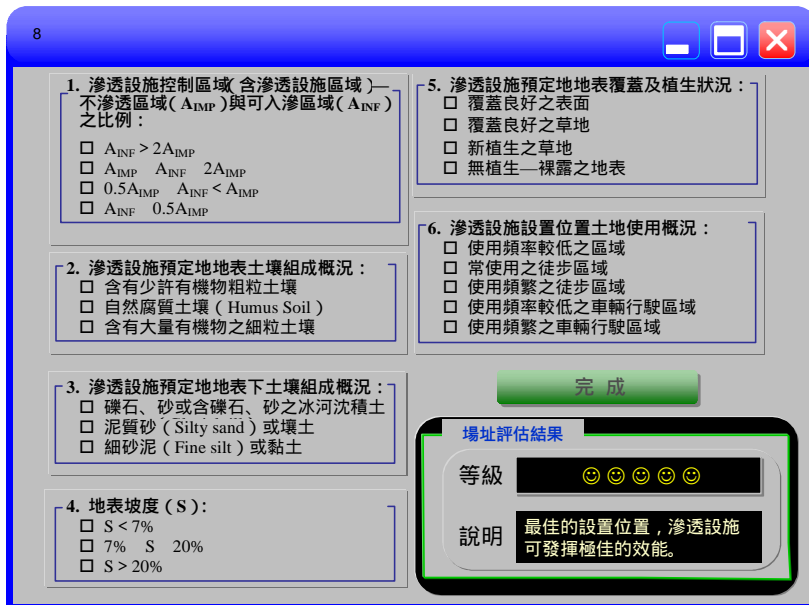 8
1. 滲透設施控制區域(含滲透設施區域)—
不滲透區域(AIMP)與可入滲區域(AINF)
之比例：
AINF > 2AIMP
AIMP AINF 2AIMP
0.5AIMP AINF < AIMP
AINF 0.5AIMP
2. 滲透設施預定地地表土壤組成概況：
含有少許有機物粗粒土壤
自然腐質土壤（Humus Soil）
含有大量有機物之細粒土壤
3. 滲透設施預定地地表下土壤組成概況：
礫石、砂或含礫石、砂之冰河沈積土
泥質砂（Silty sand）或壤土
細砂泥（Fine silt）或黏土
4. 地表坡度（S）：
S < 7%
7% S 20%
S > 20%
5. 滲透設施預定地地表覆蓋及植生狀況：
覆蓋良好之表面
覆蓋良好之草地
新植生之草地
無植生—裸露之地表
6. 滲透設施設置位置土地使用概況：
使用頻率較低之區域
常使用之徒步區域
使用頻繁之徒步區域
使用頻率較低之車輛行駛區域
使用頻繁之車輛行駛區域
完成
場址評估結果
等級 ☺☺☺☺☺
說明 最佳的設置位置，滲透設施
可發揮極佳的效能。